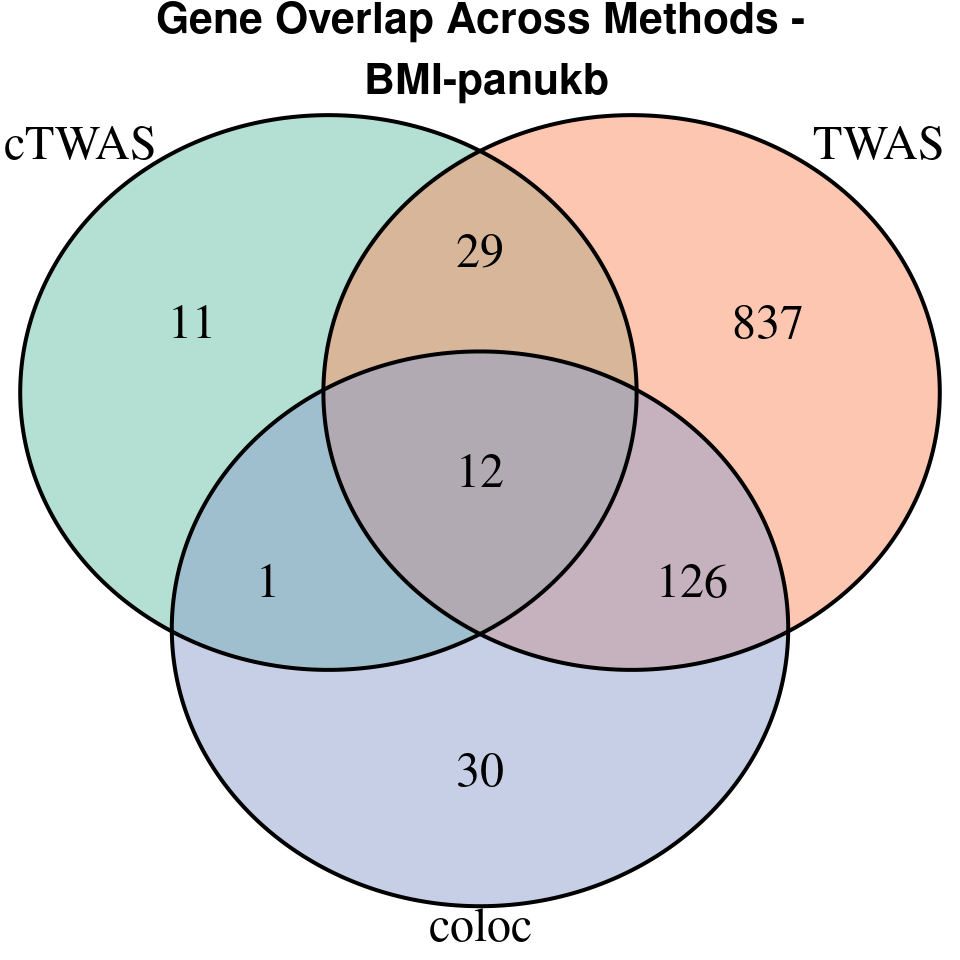 Gene Overlap Across Methods -
BMI-panukb
cTWAS
TWAS
29
11
837
12
1
126
30
coloc